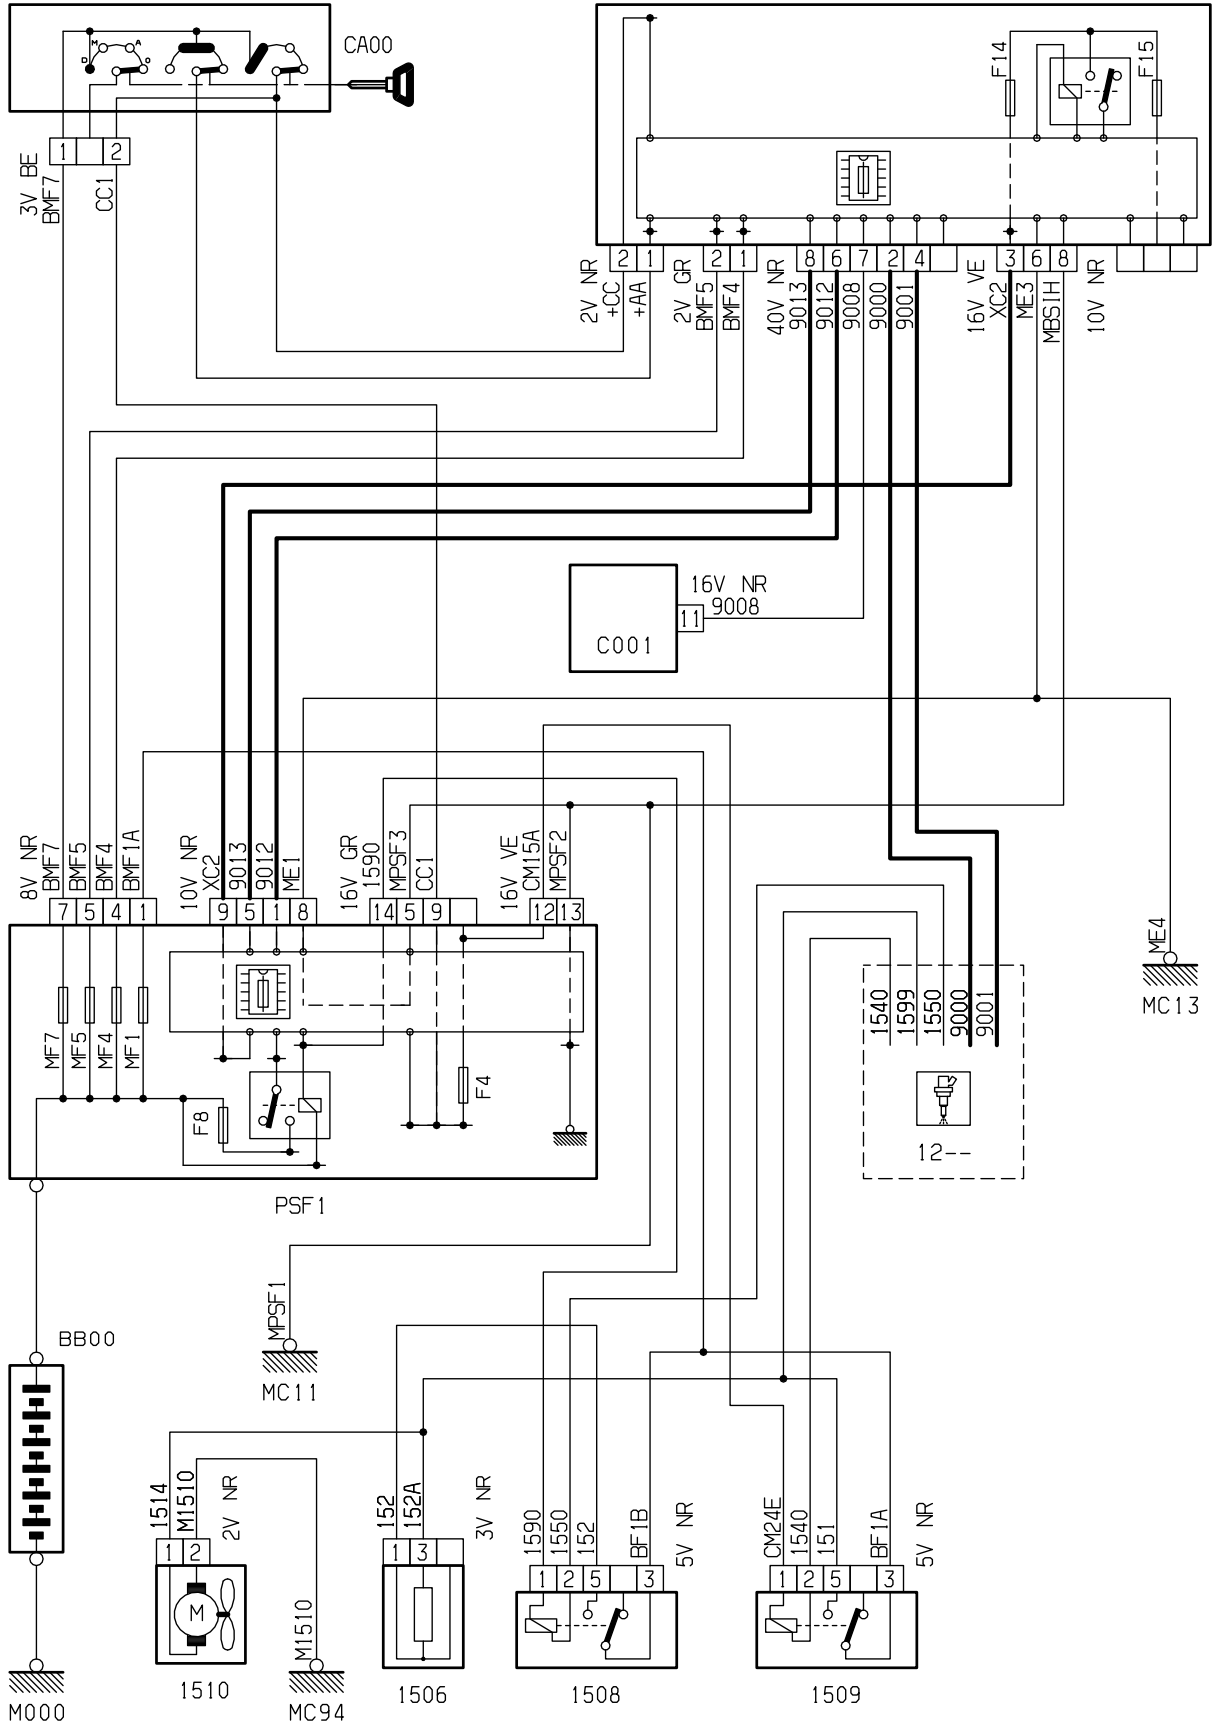 CA00
M
A
D
O
1
2
3V BE
BMF7
CC1
F14
F15
2
1
2
1
8
6
7
2
4
3
6
8
2V NR
+CC
+AA
2V GR
BMF5
BMF4
40V NR
9013
9012
9008
9000
9001
16V VE
XC2
ME3
MBSIH
10V NR
C001
11
16V NR
9008
8V NR
BMF7
BMF5
BMF4
BMF1A
10V NR
XC2
9013
9012
ME1
16V GR
1590
MPSF3
CC1
16V VE
CM15A
MPSF2
7
5
4
1
9
5
1
8
14
5
9
12
13
MF7
MF5
MF4
MF1
F8
F4
PSF1
1540
1599
1550
9000
9001
12--
ME4
MC13
MPSF1
MC11
BB00
M000
1514
M1510
2V NR
1
2
M
1510
M1510
MC94
152
152A
3V NR
1
3
1506
1590
1550
152
BF1B
5V NR
1
2
5
3
1508
CM24E
1540
151
BF1A
5V NR
1
2
5
3
1509